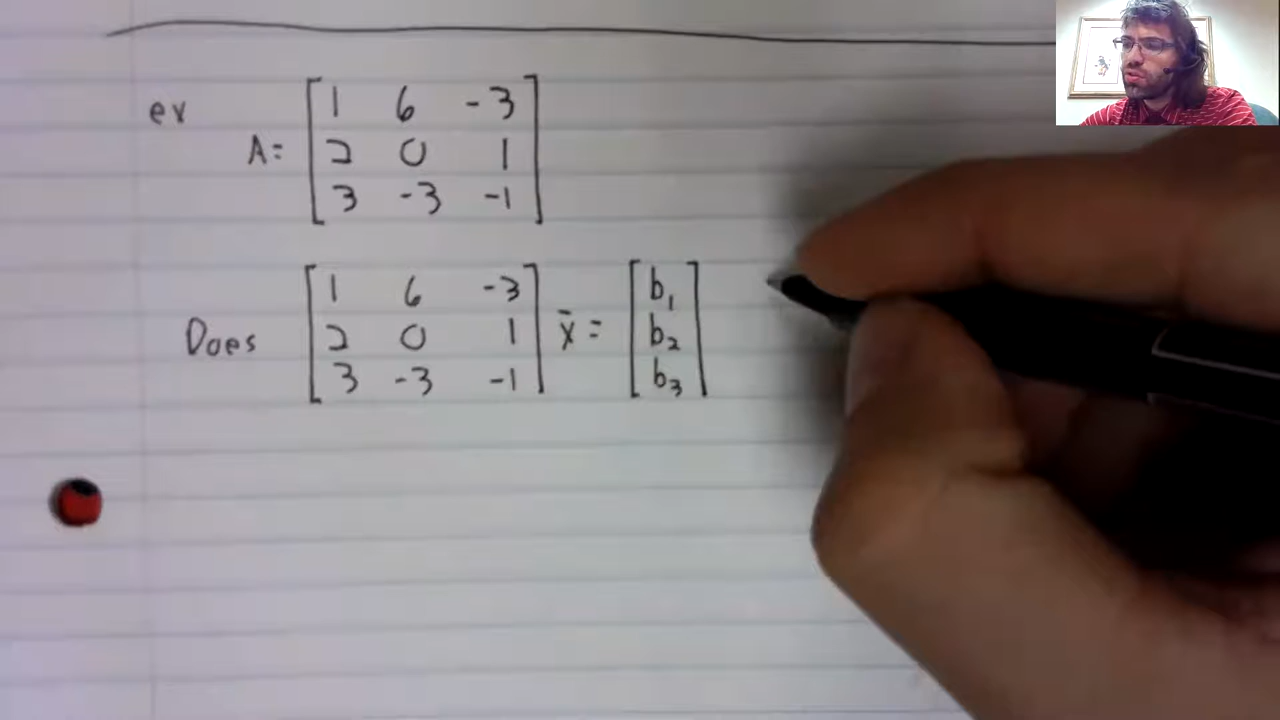 ex
A = [1 6 -3
2 0 1
3 -3 -1]
Does [1 6 -3
2 0 1
3 -3 -1] x̄ = [b₁
b₂
b₃]